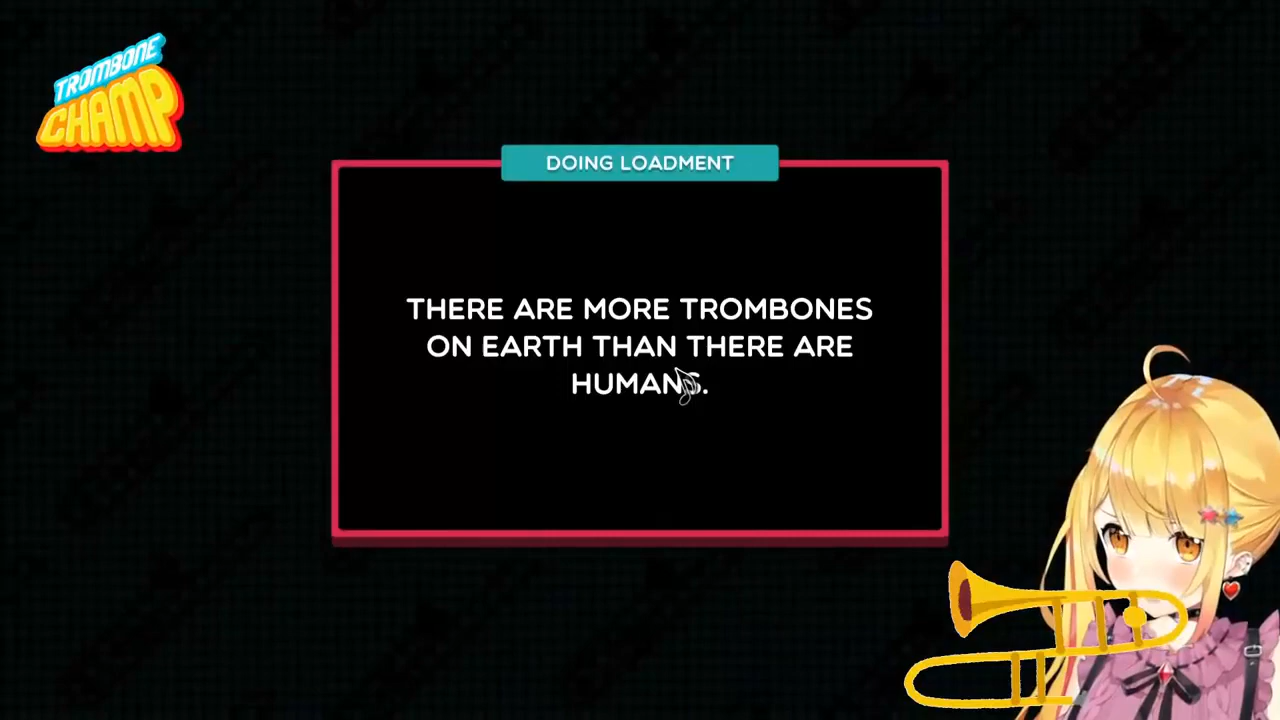 TROMBONE
CHAMP
DOING LOADMENT
THERE ARE MORE TROMBONES
ON EARTH THAN THERE ARE
HUMANS.